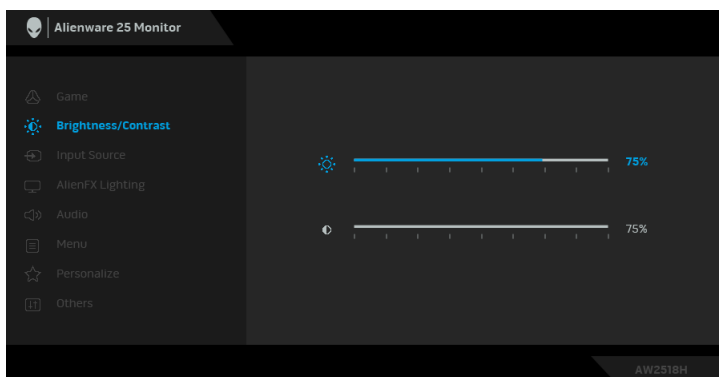 Alienware 25 Monitor
Game
Brightness/Contrast
Input Source
AlienFX Lighting
Audio
Menu
Personalize
Others
75%
75%
AW2518H